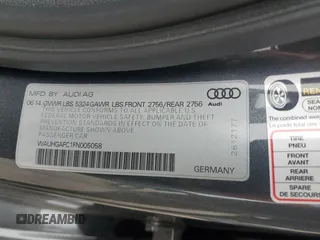 MFD. BY: AUDI AG
06 14 GVWR LBS 5324 GAWR LBS FRONT 2756/REAR 2756
THIS VEHICLE CONFORMS TO ALL APPLICABLE
U.S. FEDERAL MOTOR VEHICLE SAFETY, BUMPER AND THEFT
PREVENTION STANDARDS IN EFFECT ON THE DATE OF
MANUFACTURE SHOWN ABOVE
PASSENGER CAR
WAUHGAFC1FN005058
GERMANY
Audi
TIRE
PNEU
FRONT
AVANT
REAR
ARRIÈRE
SPARE
DE SECOURS